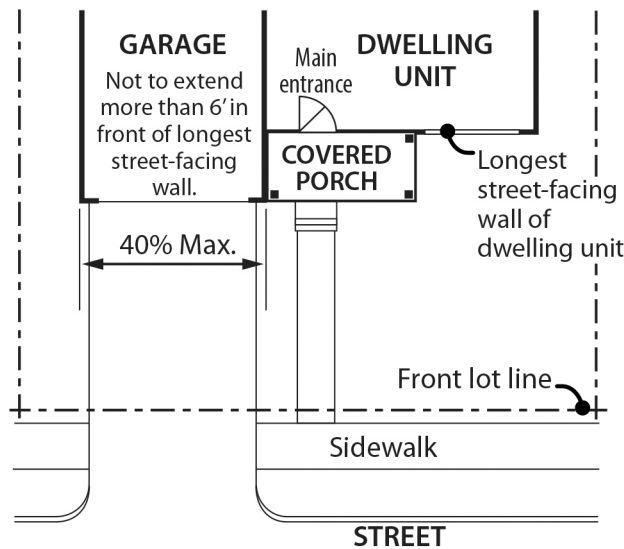 GARAGE
Not to extend
more than 6' in
front of longest
street-facing
wall.
Main
entrance
DWELLING
UNIT
COVERED
PORCH
Longest
street-facing
wall of
dwelling unit
40% Max.
Front lot line
Sidewalk
STREET